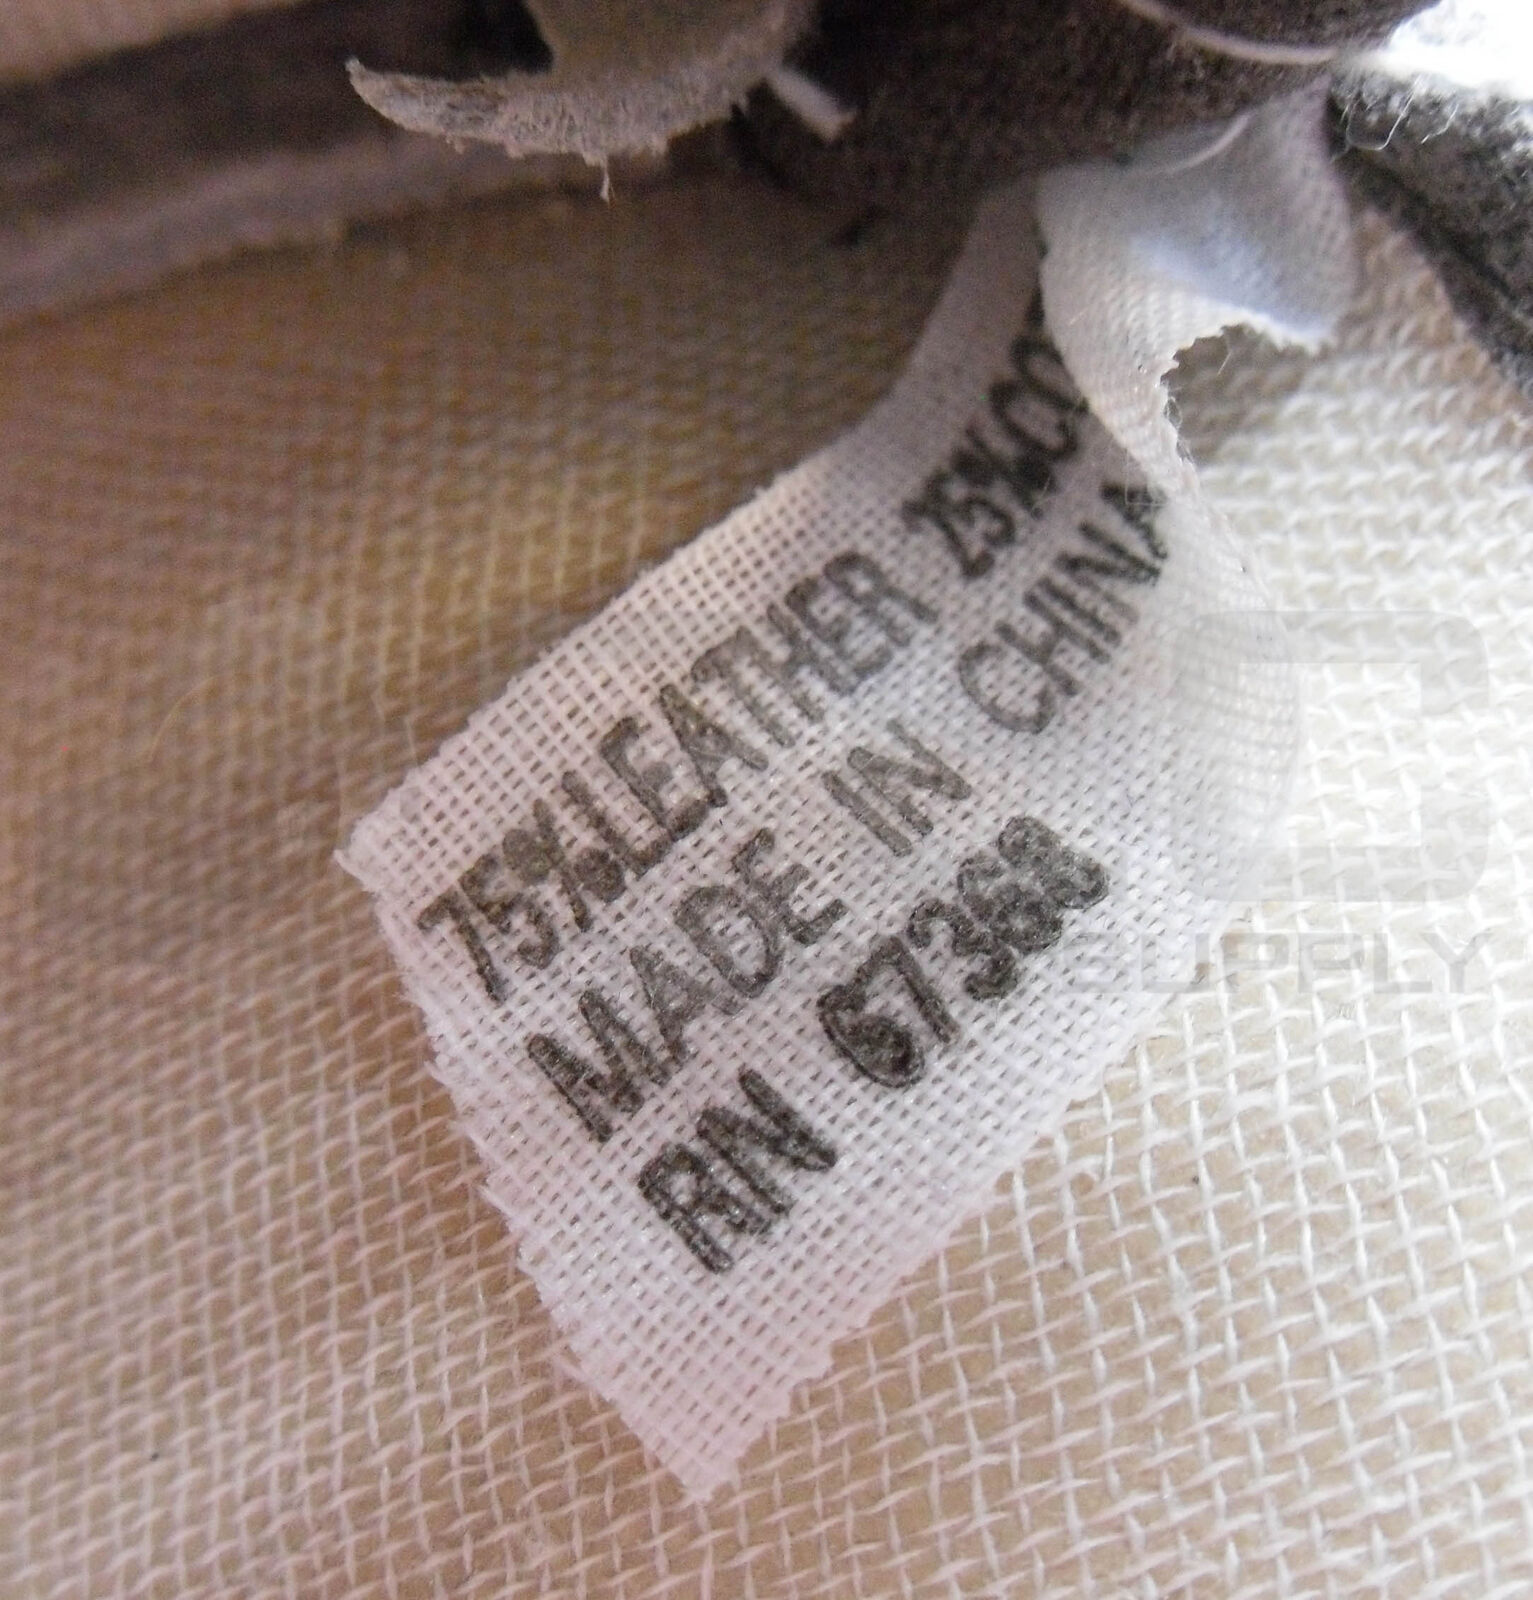 75%LEATHER 25%CO
MADE IN CHINA
RN 67368
SUPPLY